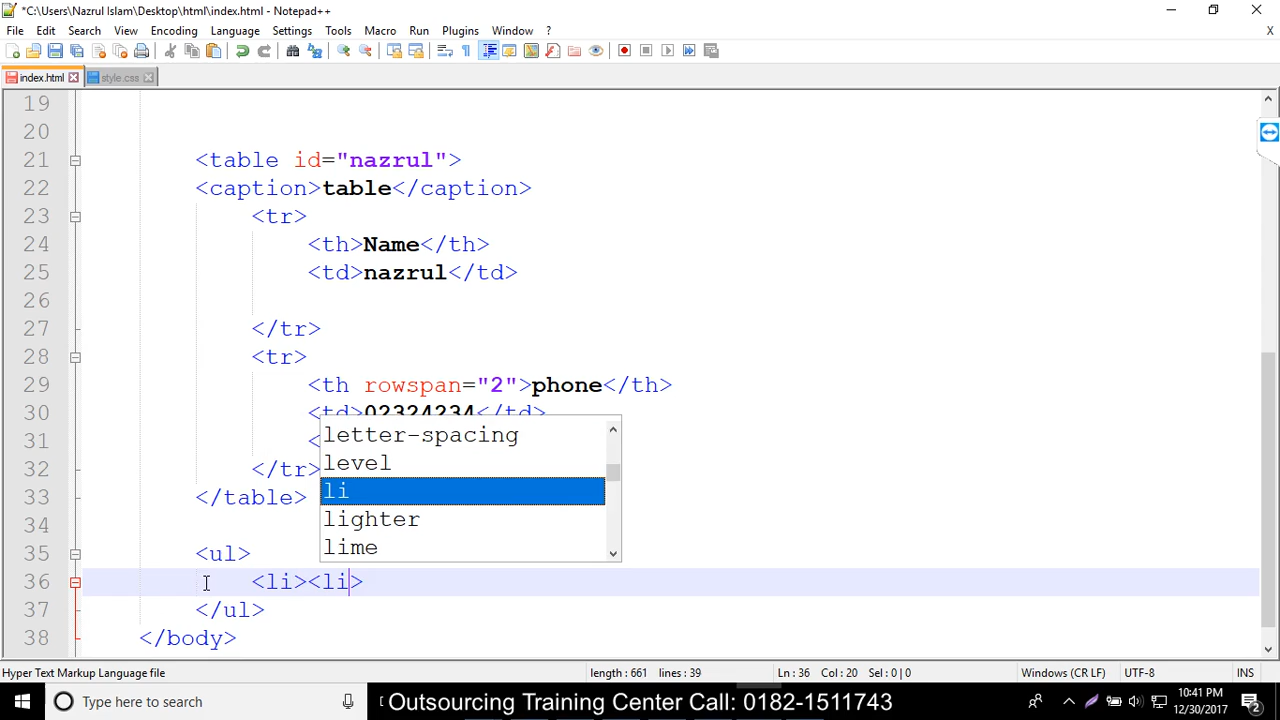 *C:\Users\Nazrul Islam\Desktop\html\index.html - Notepad++
File Edit Search View Encoding Language Settings Tools Macro Run Plugins Window ? X
index.html style.css
19
20
21 <table id="nazrul">
22 <caption>table</caption>
23 <tr>
24 <th>Name</th>
25 <td>nazrul</td>
26
27 </tr>
28 <tr>
29 <th rowspan="2">phone</th>
30 <td>02324234</td>
31 <
32 </tr>
33 </table>
34
35 <ul>
36 <li><li>
37 </ul>
38 </body>
letter-spacing
level
li
lighter
lime
Hyper Text Markup Language file length : 661 lines : 39 Ln : 36 Col : 20 Sel : 0 | 0 Windows (CR LF) UTF-8 INS
Type here to search
[ Outsourcing Training Center Call: 0182-1511743
10:41 PM
12/30/2017
2